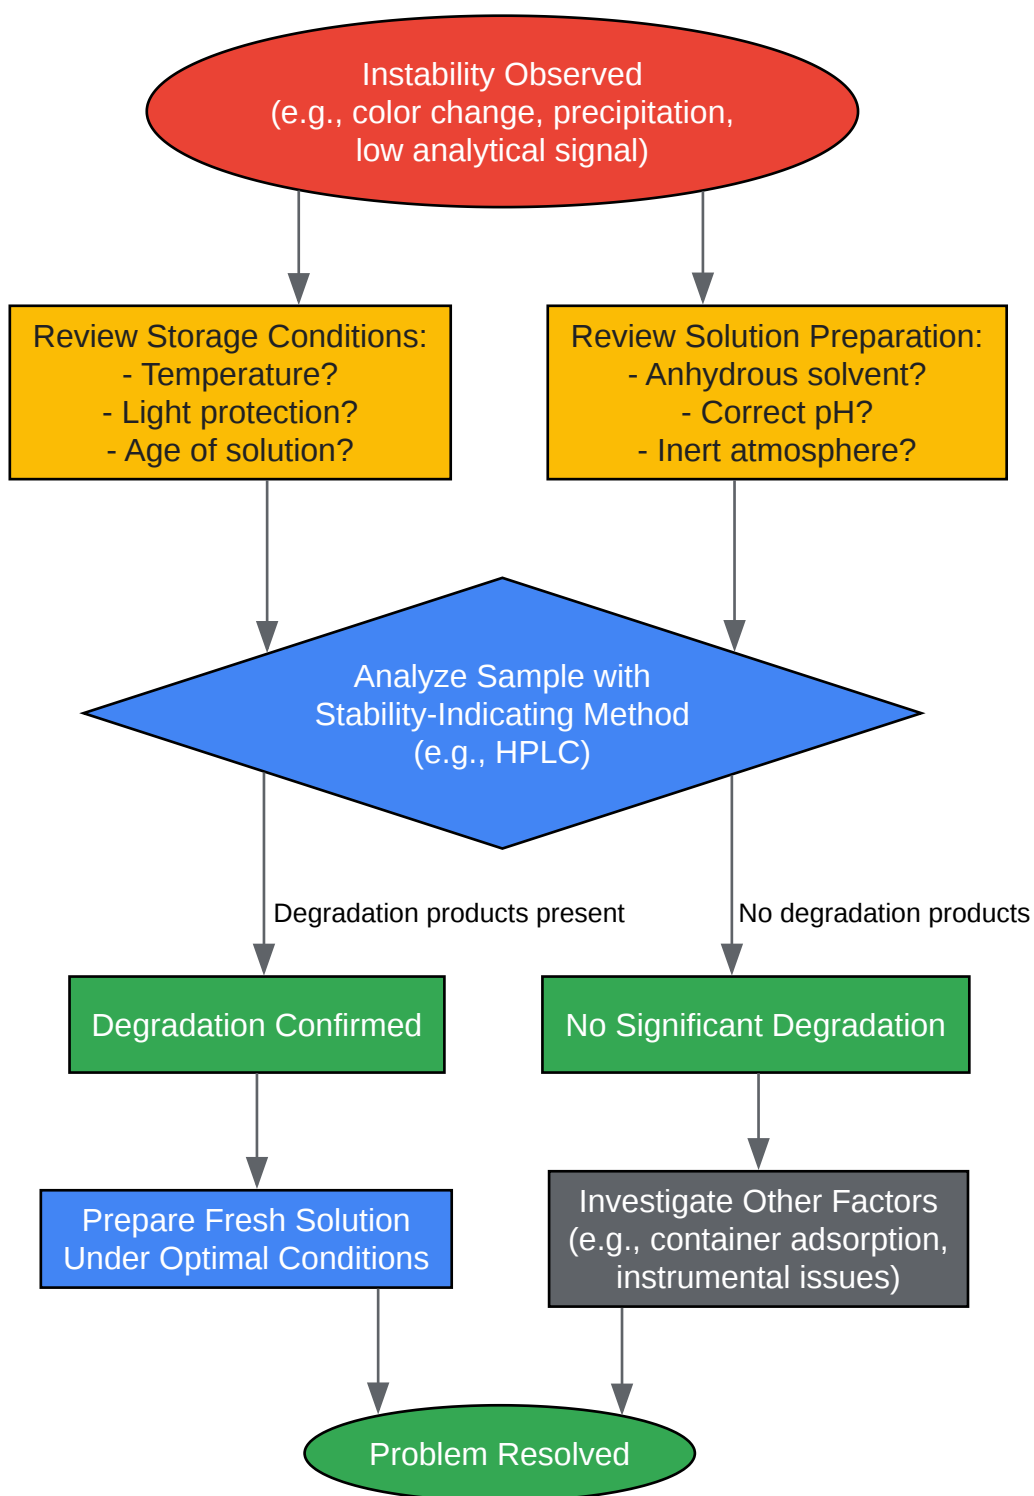 Instability Observed
(e.g., color change, precipitation,
low analytical signal)
Review Storage Conditions:
- Temperature?
- Light protection?
- Age of solution?
Review Solution Preparation:
- Anhydrous solvent?
- Correct pH?
- Inert atmosphere?
Analyze Sample with
Stability-Indicating Method
(e.g., HPLC)
Degradation products present
No degradation products
Degradation Confirmed
No Significant Degradation
Prepare Fresh Solution
Under Optimal Conditions
Investigate Other Factors
(e.g., container adsorption,
instrumental issues)
Problem Resolved